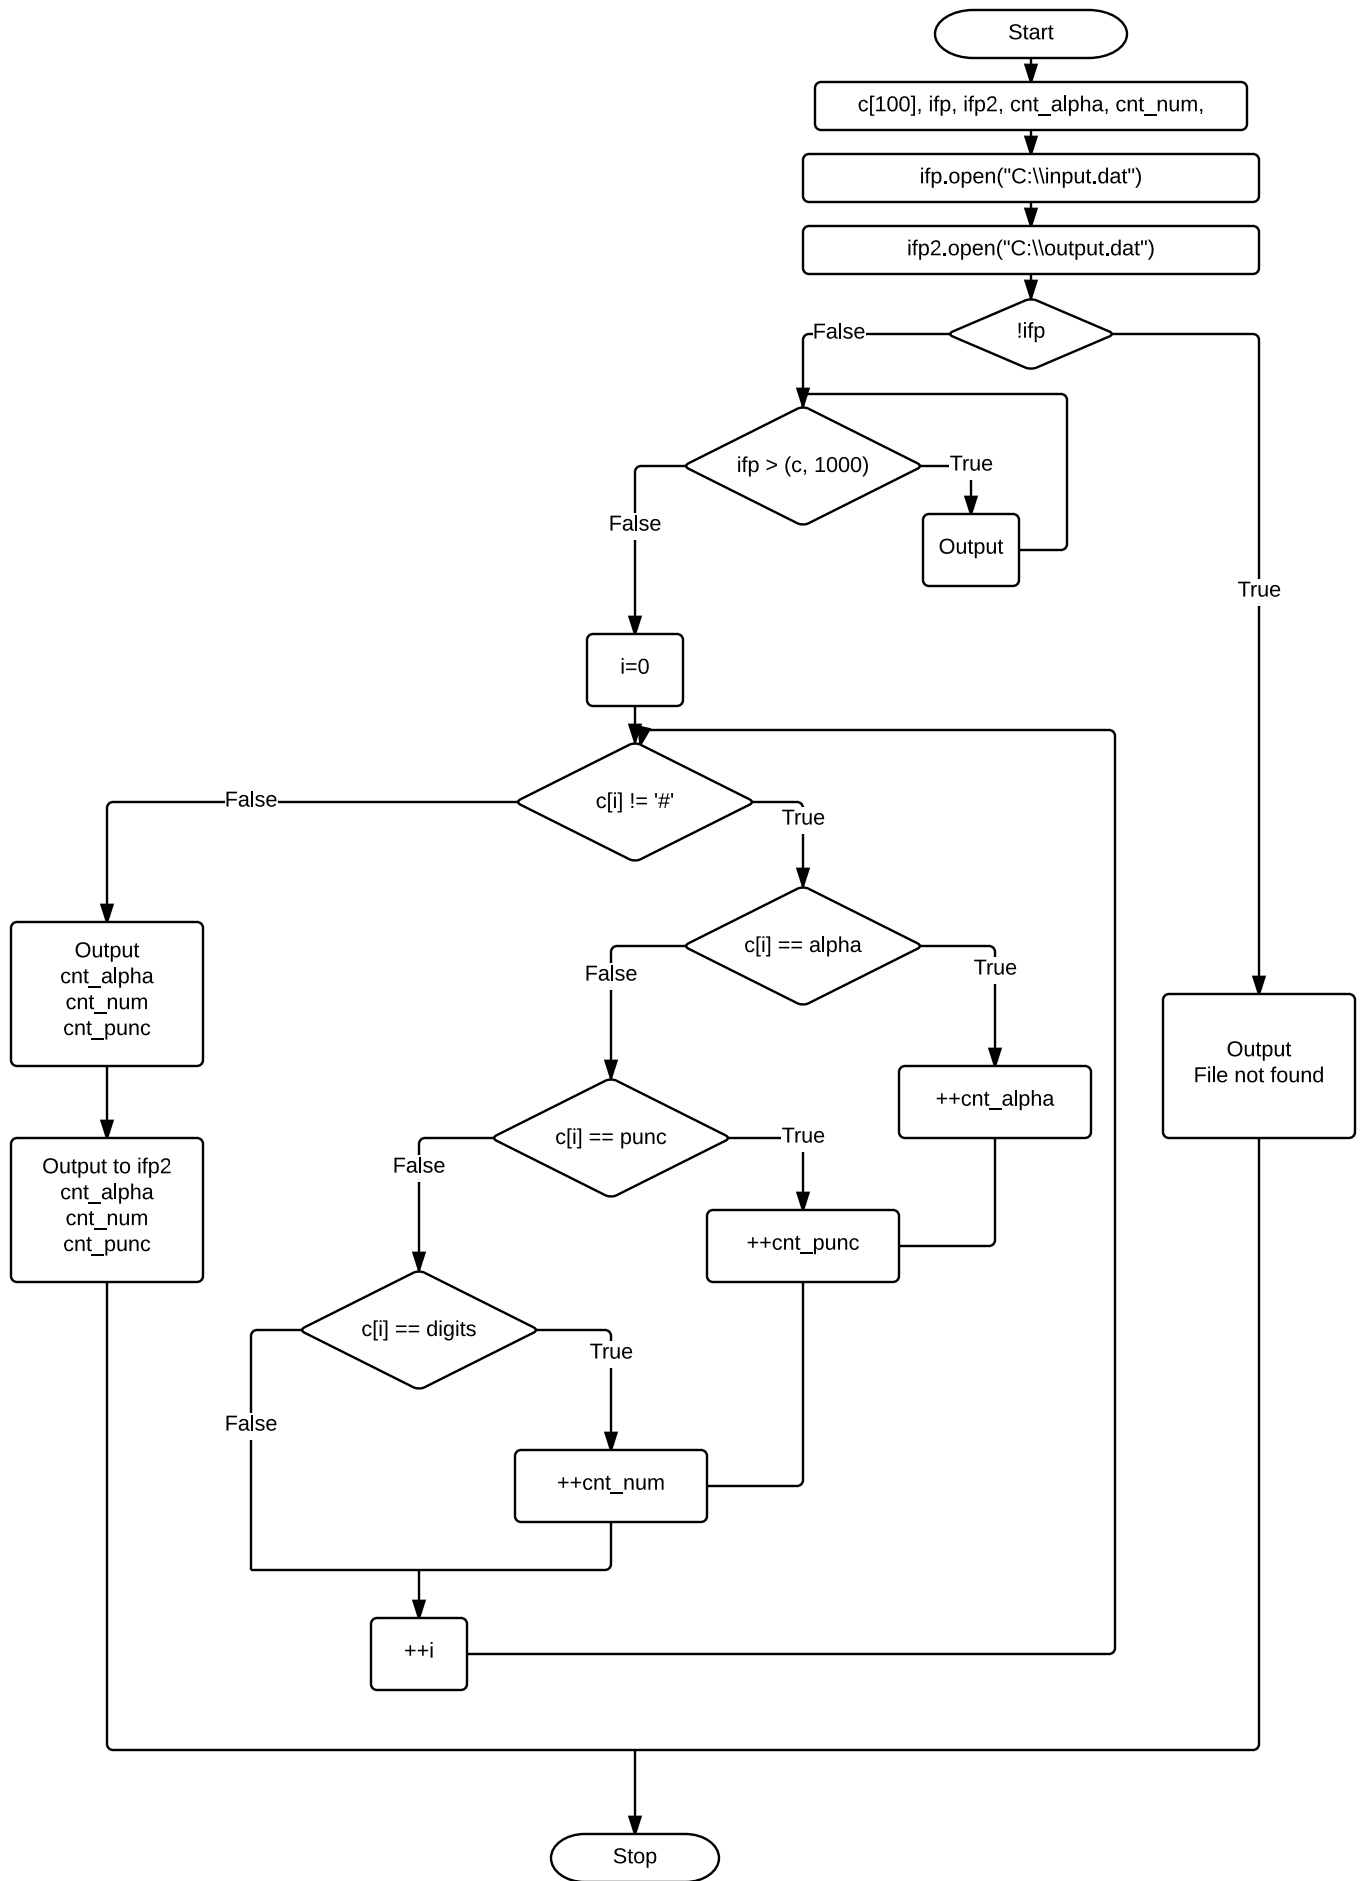 Start
c[100], ifp, ifp2, cnt_alpha, cnt_num,
ifp.open("C:\\input.dat")
ifp2.open("C:\\output.dat")
!ifp
False
ifp > (c, 1000)
True
False
Output
True
i=0
c[i] != '#'
False
True
c[i] == alpha
False
True
Output
cnt_alpha
cnt_num
cnt_punc
Output
File not found
++cnt_alpha
c[i] == punc
True
False
Output to ifp2
cnt_alpha
cnt_num
cnt_punc
++cnt_punc
c[i] == digits
True
False
++cnt_num
++i
Stop